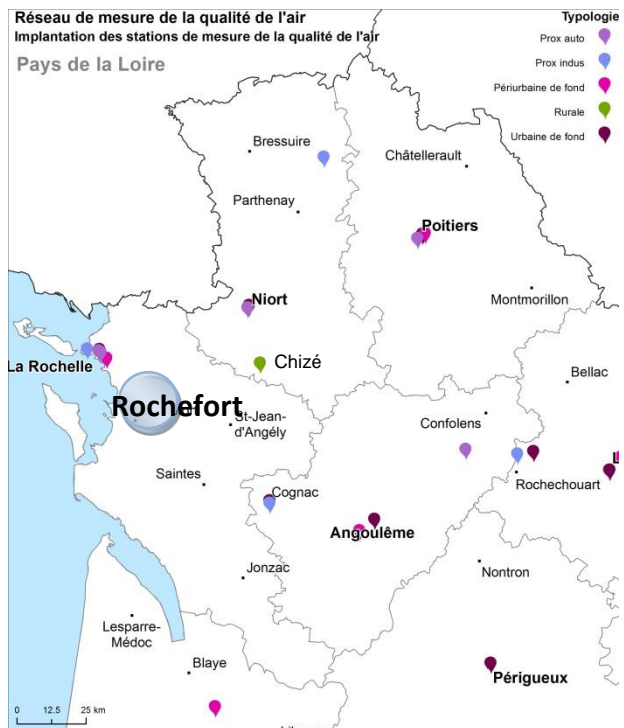 Réseau de mesure de la qualité de l'air
Implantation des stations de mesure de la qualité de l'air
Pays de la Loire
Typologie
Prox auto
Prox indus
Périurbaine de fond
Rurale
Urbaine de fond
Bressuire
Châtellerault
Parthenay
Poitiers
Niort
Montmorillon
La Rochelle
Chizé
Bellac
Rochefort
St-Jean-
d'Angély
Confolens
L
Saintes
Rochechouart
Cognac
Angoulême
Jonzac
Nontron
Lesparre-
Médoc
Blaye
Périgueux
0 12.5 25 km